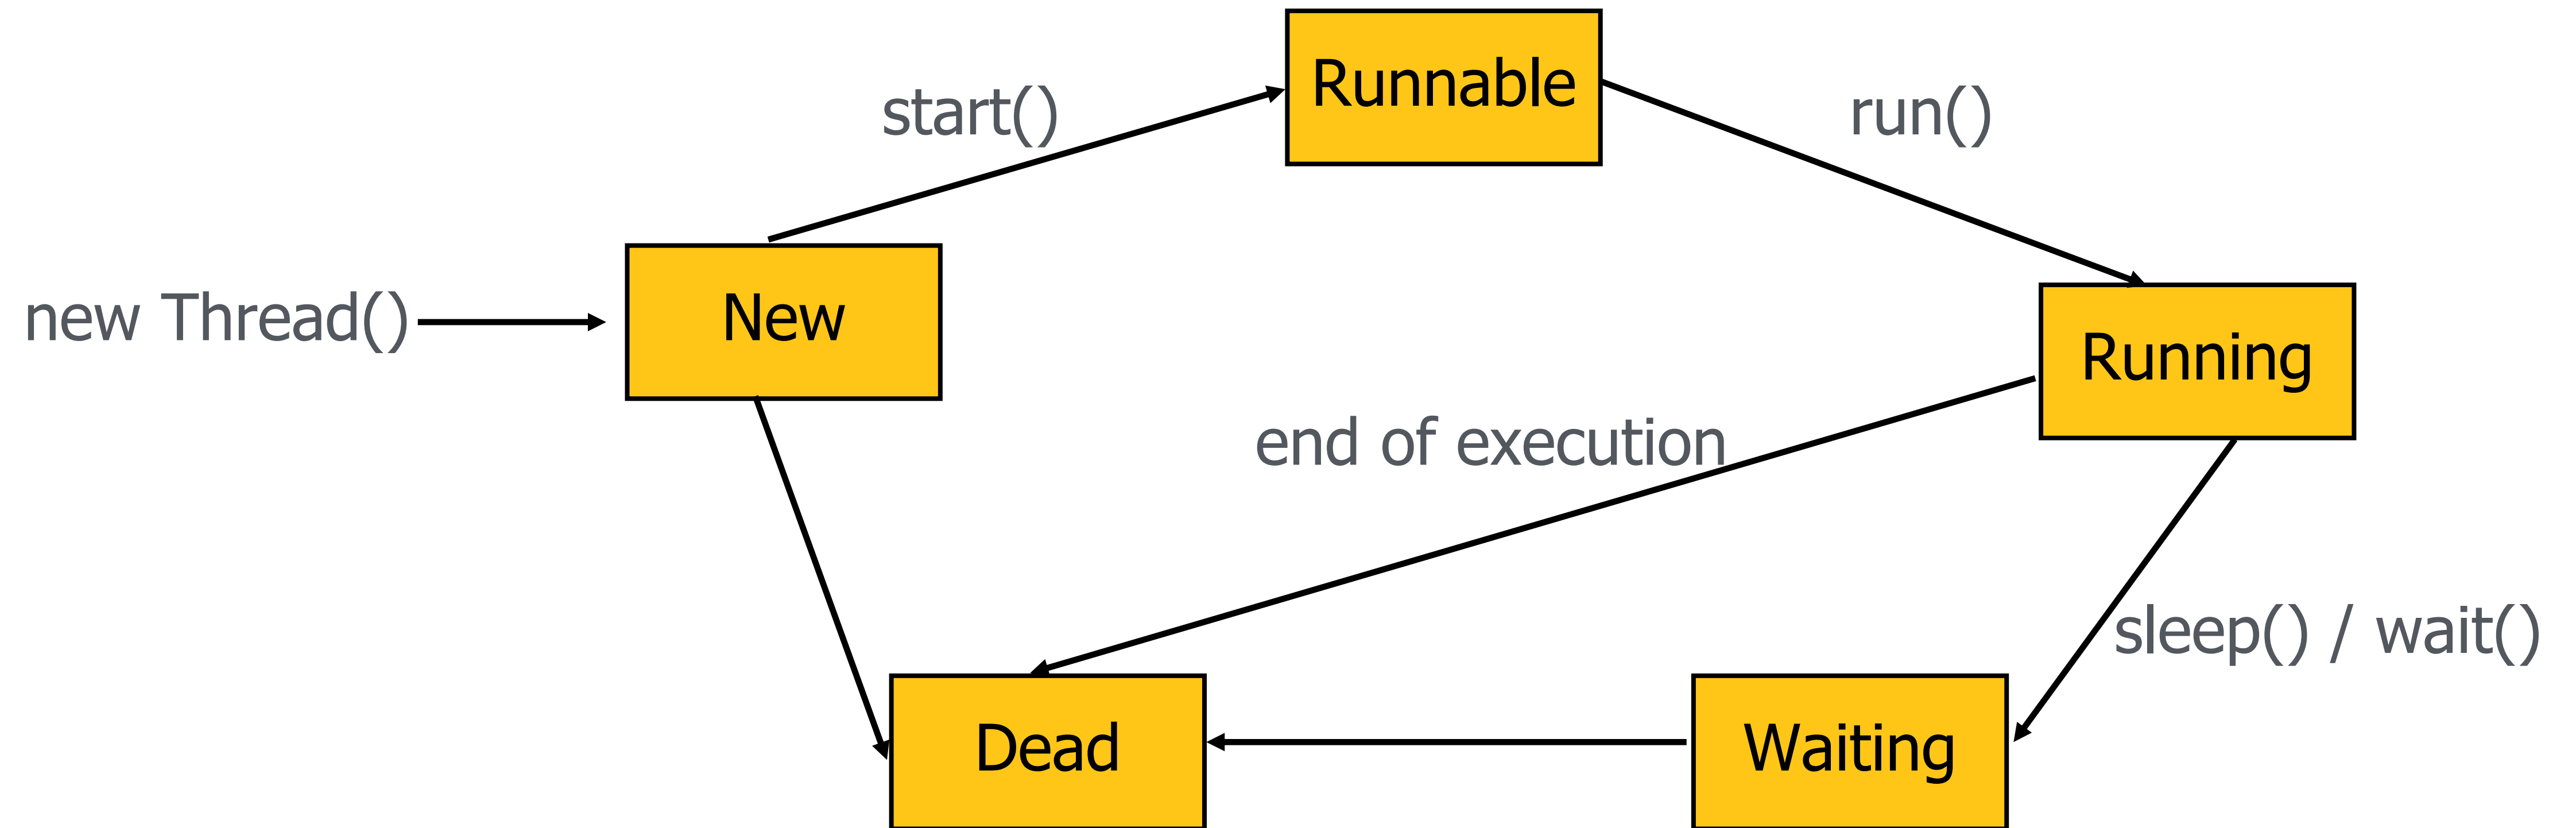 Runnable
start()
run()
new Thread()
New
Running
end of execution
sleep() / wait()
Dead
Waiting